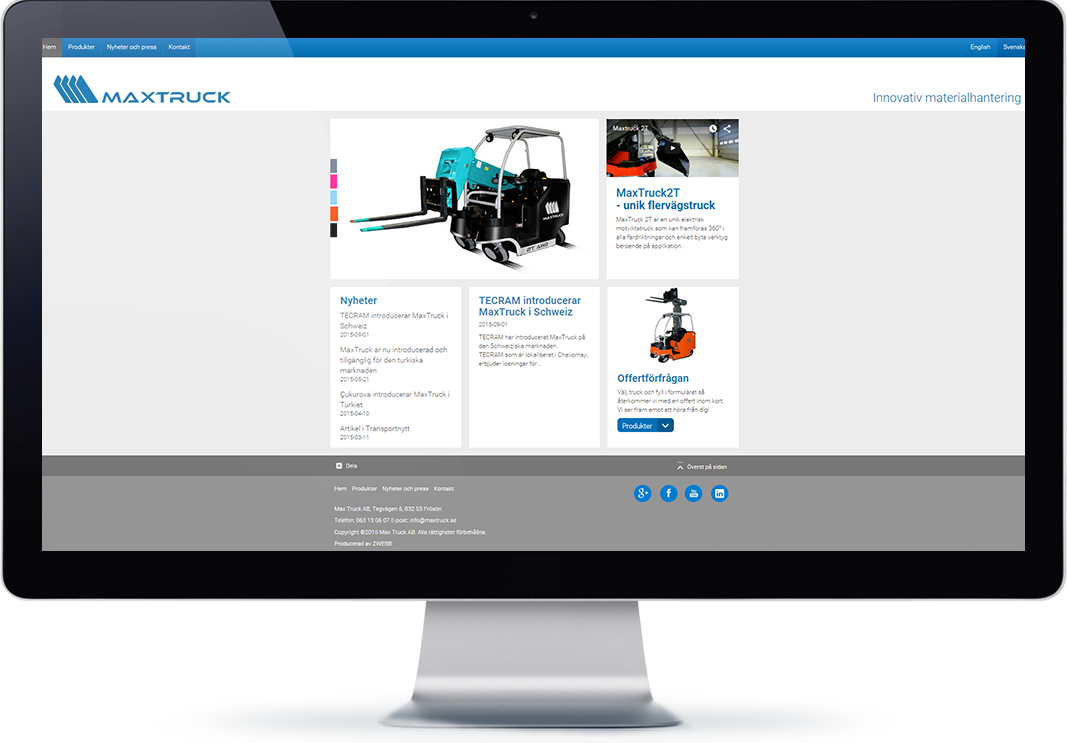 Hem Produkter Nyheter och press Kontakt English Svenska
MAXTRUCK
Innovativ materialhantering
MAXTRUCK
2T AWD
Maxtruck 2T
MaxTruck2T
- unik flervägstruck
MaxTruck 2T är en unik elektrisk
motviktstruck som kan framföras 360° i
alla färdriktningar och enkelt byta verktyg
beroende på applikation.
Nyheter
TECRAM introducerar MaxTruck i
Schweiz
2015-09-01
MaxTruck är nu introducerad och
tillgänglig för den turkiska
marknaden
2015-05-21
Çukurova introducerar MaxTruck i
Turkiet
2015-04-10
Artikel i Transportnytt
2015-03-11
TECRAM introducerar
MaxTruck i Schweiz
2015-09-01
TECRAM har introducerat MaxTruck på
den Schweiziska marknaden.
TECRAM som är lokaliserat i Chavornay,
erbjuder lösningar för...
Offertförfrågan
Välj truck och fyll i formuläret så
återkommer vi med en offert inom kort.
Vi ser fram emot att höra från dig!
Produkter
Dela
Överst på sidan
Hem Produkter Nyheter och press Kontakt
Max Truck AB, Tegvägen 6, 832 53 Frösön
Telefon: 063 13 06 07 E-post: info@maxtruck.se
Copyright ©2015 Max Truck AB. Alla rättigheter förbehållna.
Producerad av ZWEBB